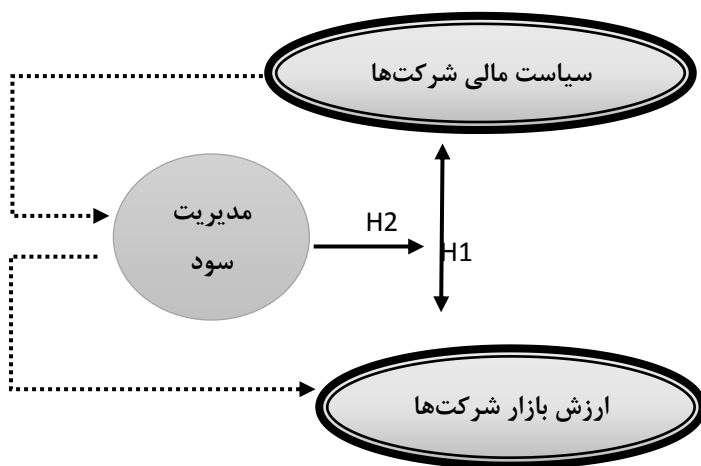 سیاست مالی شرکت‌ها
مدیریت
سود
H2
H1
ارزش بازار شرکت‌ها